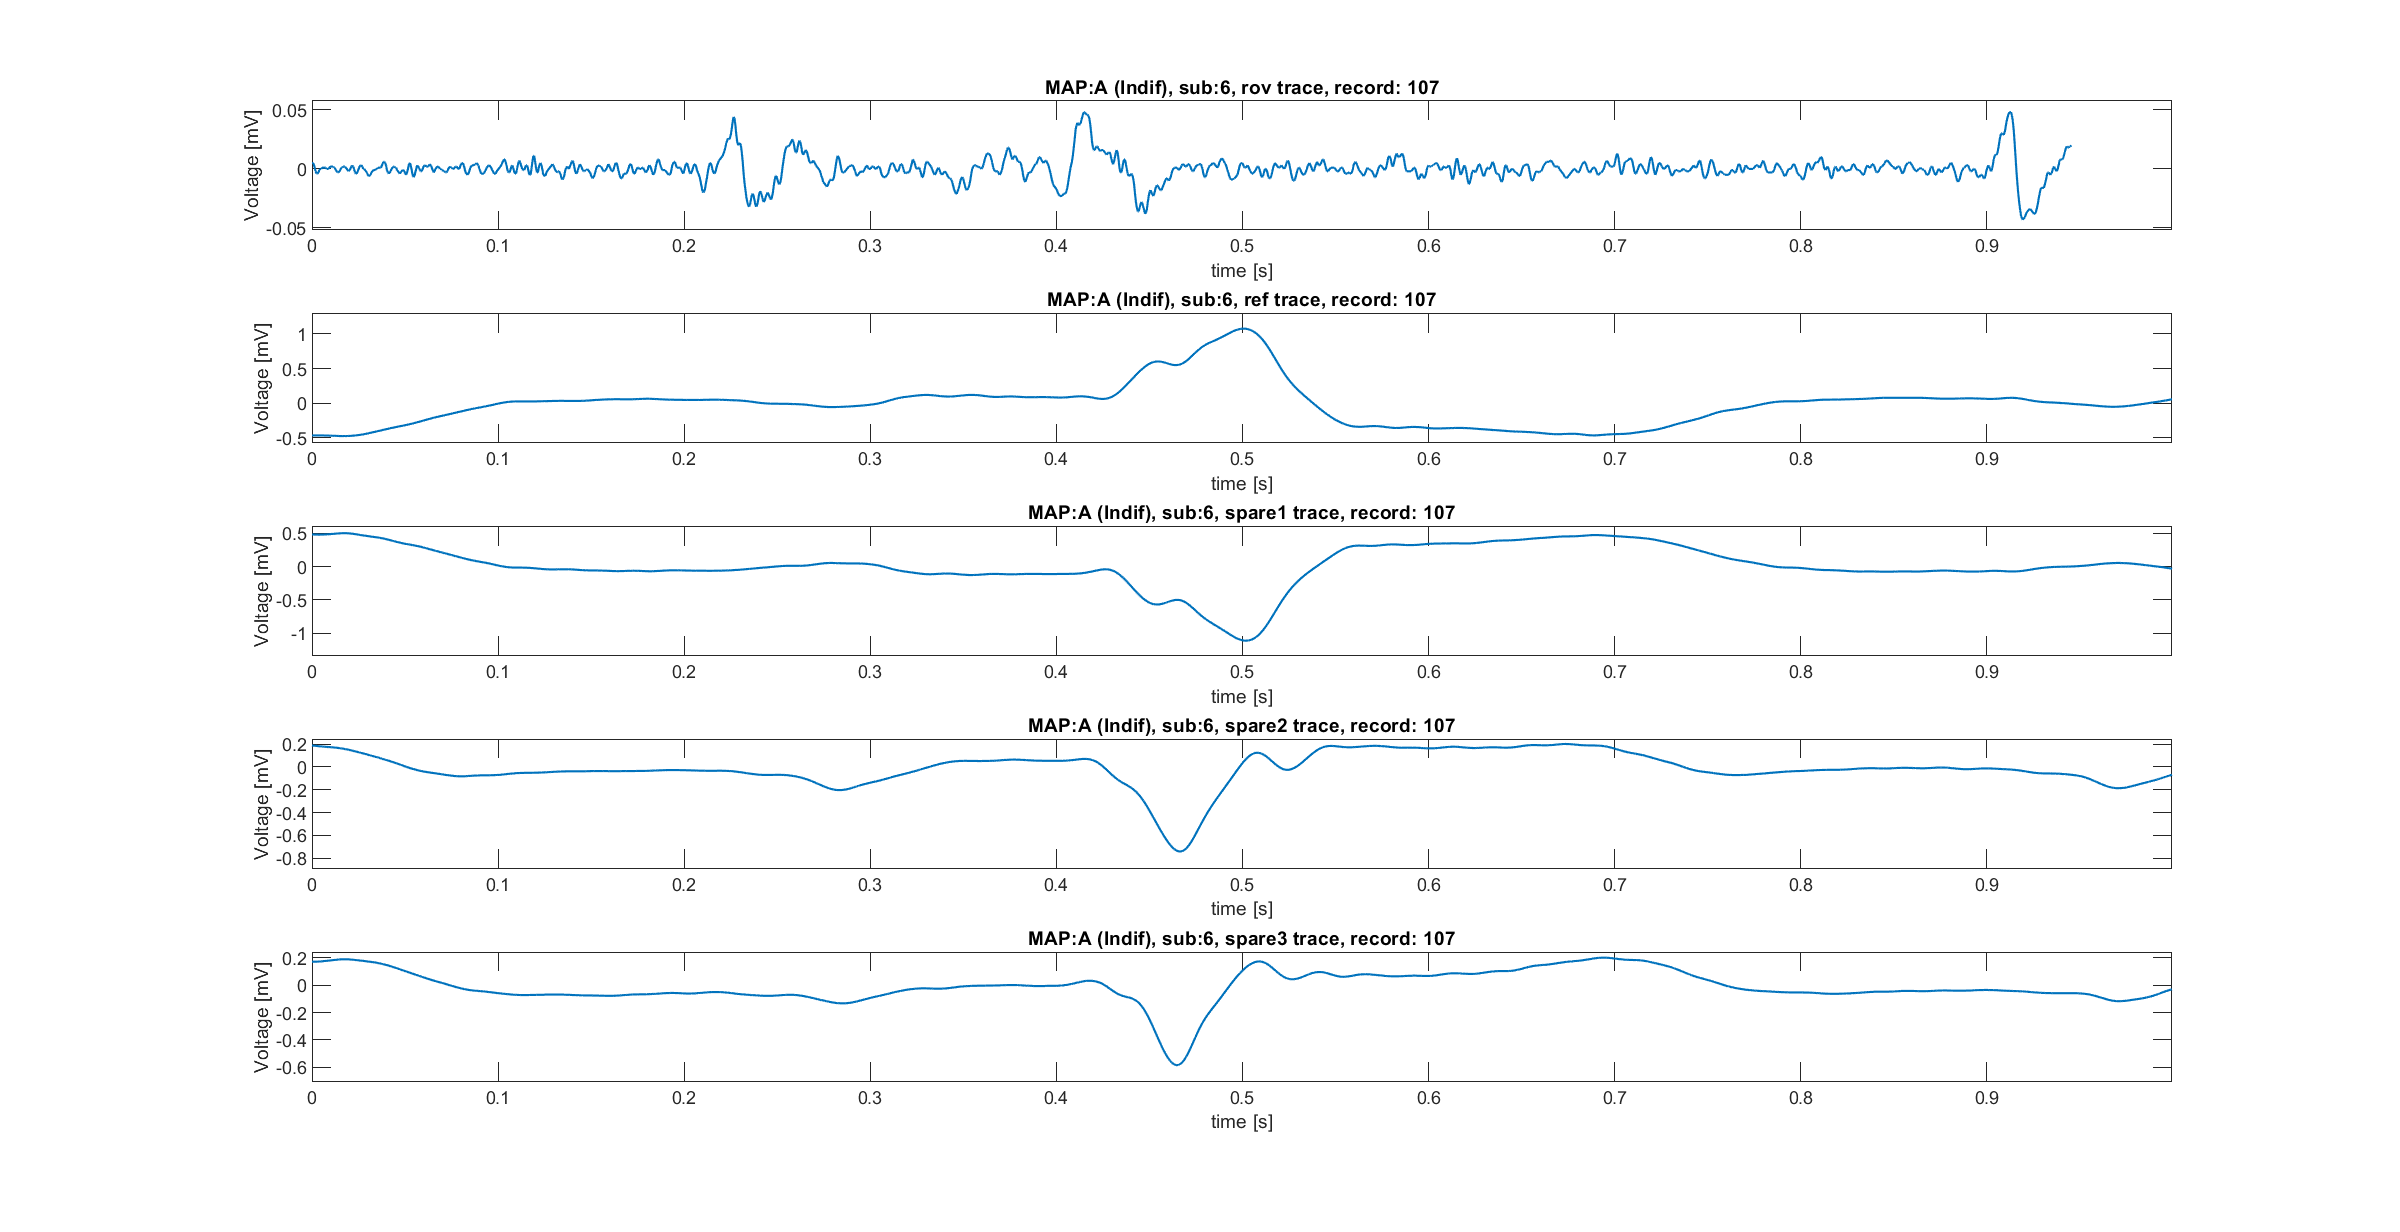 MAP:A (Indif), sub:6, rov trace, record: 107
Voltage [mV]
0.05
0
-0.05
0 0.1 0.2 0.3 0.4 0.5 0.6 0.7 0.8 0.9
time [s]
MAP:A (Indif), sub:6, ref trace, record: 107
Voltage [mV]
1
0.5
0
-0.5
0 0.1 0.2 0.3 0.4 0.5 0.6 0.7 0.8 0.9
time [s]
MAP:A (Indif), sub:6, spare1 trace, record: 107
Voltage [mV]
0.5
0
-0.5
-1
0 0.1 0.2 0.3 0.4 0.5 0.6 0.7 0.8 0.9
time [s]
MAP:A (Indif), sub:6, spare2 trace, record: 107
Voltage [mV]
0.2
0
-0.2
-0.4
-0.6
-0.8
0 0.1 0.2 0.3 0.4 0.5 0.6 0.7 0.8 0.9
time [s]
MAP:A (Indif), sub:6, spare3 trace, record: 107
Voltage [mV]
0.2
0
-0.2
-0.4
-0.6
0 0.1 0.2 0.3 0.4 0.5 0.6 0.7 0.8 0.9
time [s]